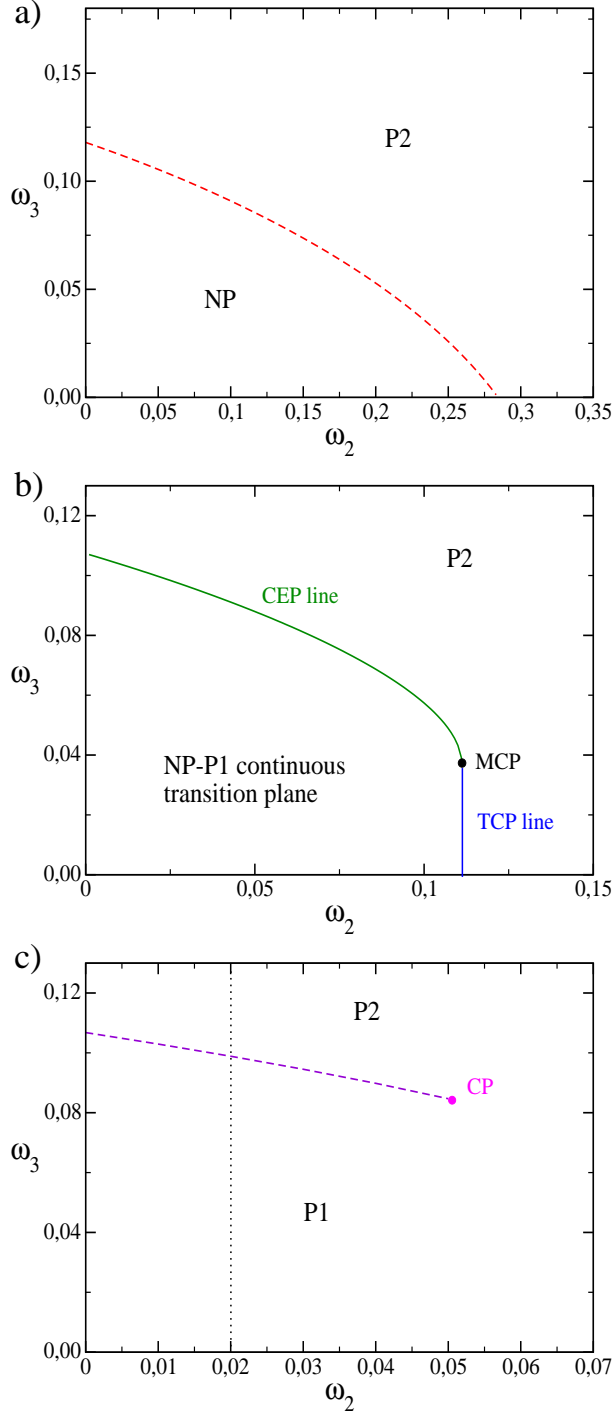 a)
0,15
P2
0,10
ω3
NP
0,05
0,00
0 0,05 0,1 0,15 0,2 0,25 0,3 0,35
ω2
b)
0,12
P2
CEP line
0,08
ω3
0,04
MCP
NP-P1 continuous
transition plane
TCP line
0,00
0 0,05 0,1 0,15
ω2
c)
0,12
P2
CP
0,08
ω3
P1
0,04
0,00
0 0,01 0,02 0,03 0,04 0,05 0,06 0,07
ω2